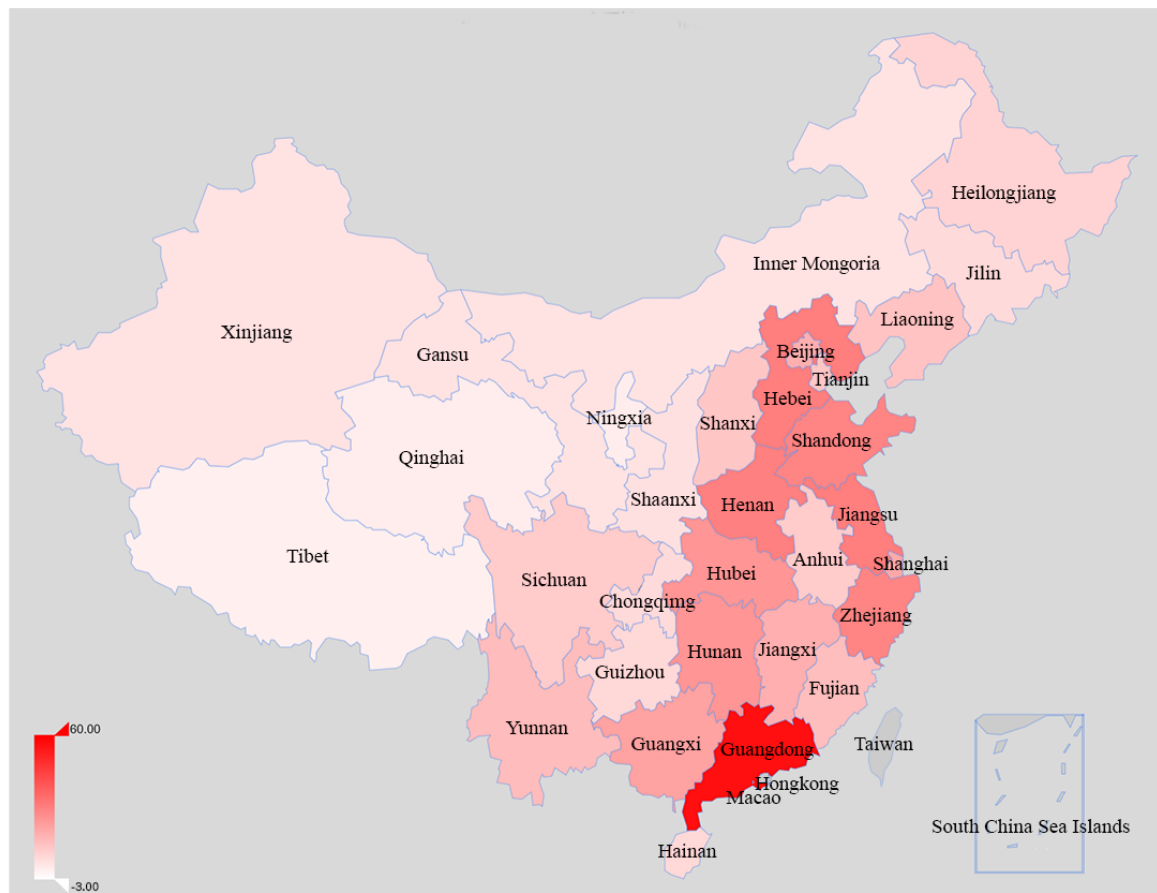 Heilongjiang
Inner Mongoria
Jilin
Xinjiang
Liaoning
Gansu
Beijing
Tianjin
Hebei
Ningxia
Shanxi
Shandong
Qinghai
Shaanxi
Henan
Jiangsu
Tibet
Sichuan
Hubei
Anhui
Shanghai
Chongqimg
Zhejiang
Hunan
Jiangxi
Guizhou
Fujian
Yunnan
Guangxi
Guangdong
Taiwan
Hongkong
Macao
South China Sea Islands
Hainan
60.00
-3.00